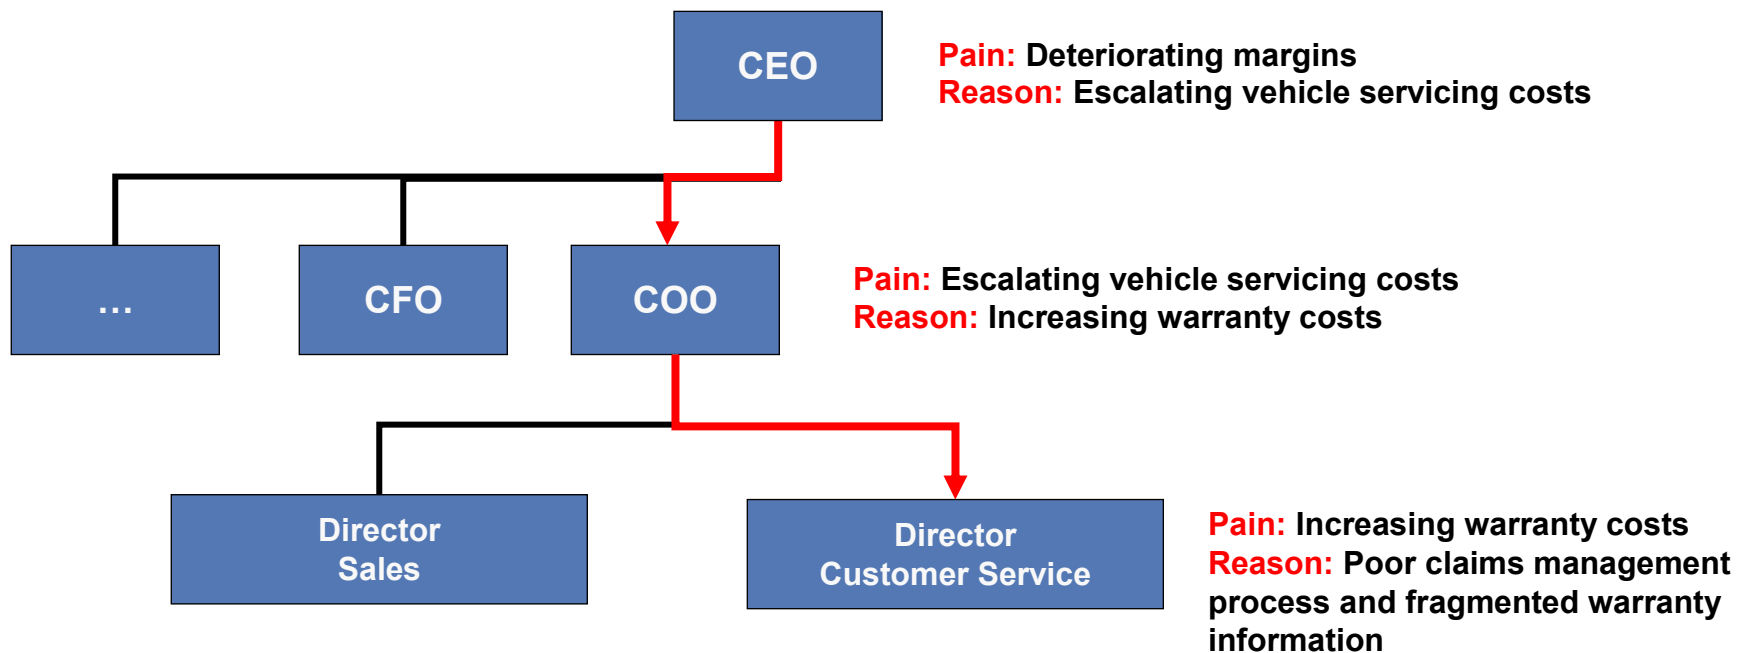 CEO
Pain: Deteriorating margins
Reason: Escalating vehicle servicing costs
...
CFO
COO
Pain: Escalating vehicle servicing costs
Reason: Increasing warranty costs
Director
Sales
Director
Customer Service
Pain: Increasing warranty costs
Reason: Poor claims management
process and fragmented warranty
information